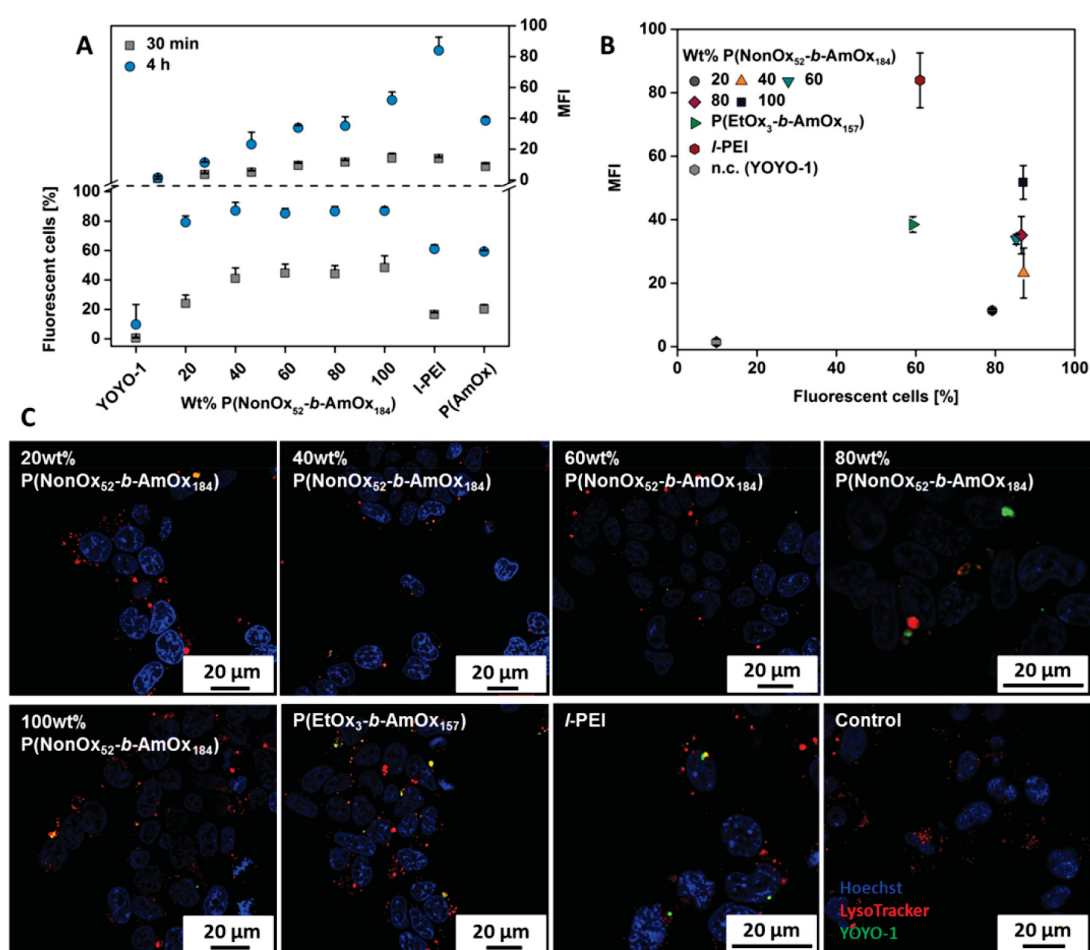 A
30 min
4 h
100
80
60
40
20
0
MFI
100
80
60
40
20
0
Fluorescent cells [%]
YOYO-1
20
40
60
80
100
l-PEI
P(AmOx)
Wt% P(NonOx52-b-AmOx184)
B
100
80
60
40
20
0
MFI
Wt% P(NonOx52-b-AmOx184)
20 40 60
80 100
P(EtOx3-b-AmOx157)
l-PEI
n.c. (YOYO-1)
0 20 40 60 80 100
Fluorescent cells [%]
C
20wt%
P(NonOx52-b-AmOx184)
20 µm
40wt%
P(NonOx52-b-AmOx184)
20 µm
60wt%
P(NonOx52-b-AmOx184)
20 µm
80wt%
P(NonOx52-b-AmOx184)
20 µm
100wt%
P(NonOx52-b-AmOx184)
20 µm
P(EtOx3-b-AmOx157)
20 µm
l-PEI
20 µm
Control
Hoechst
LysoTracker
YOYO-1
20 µm